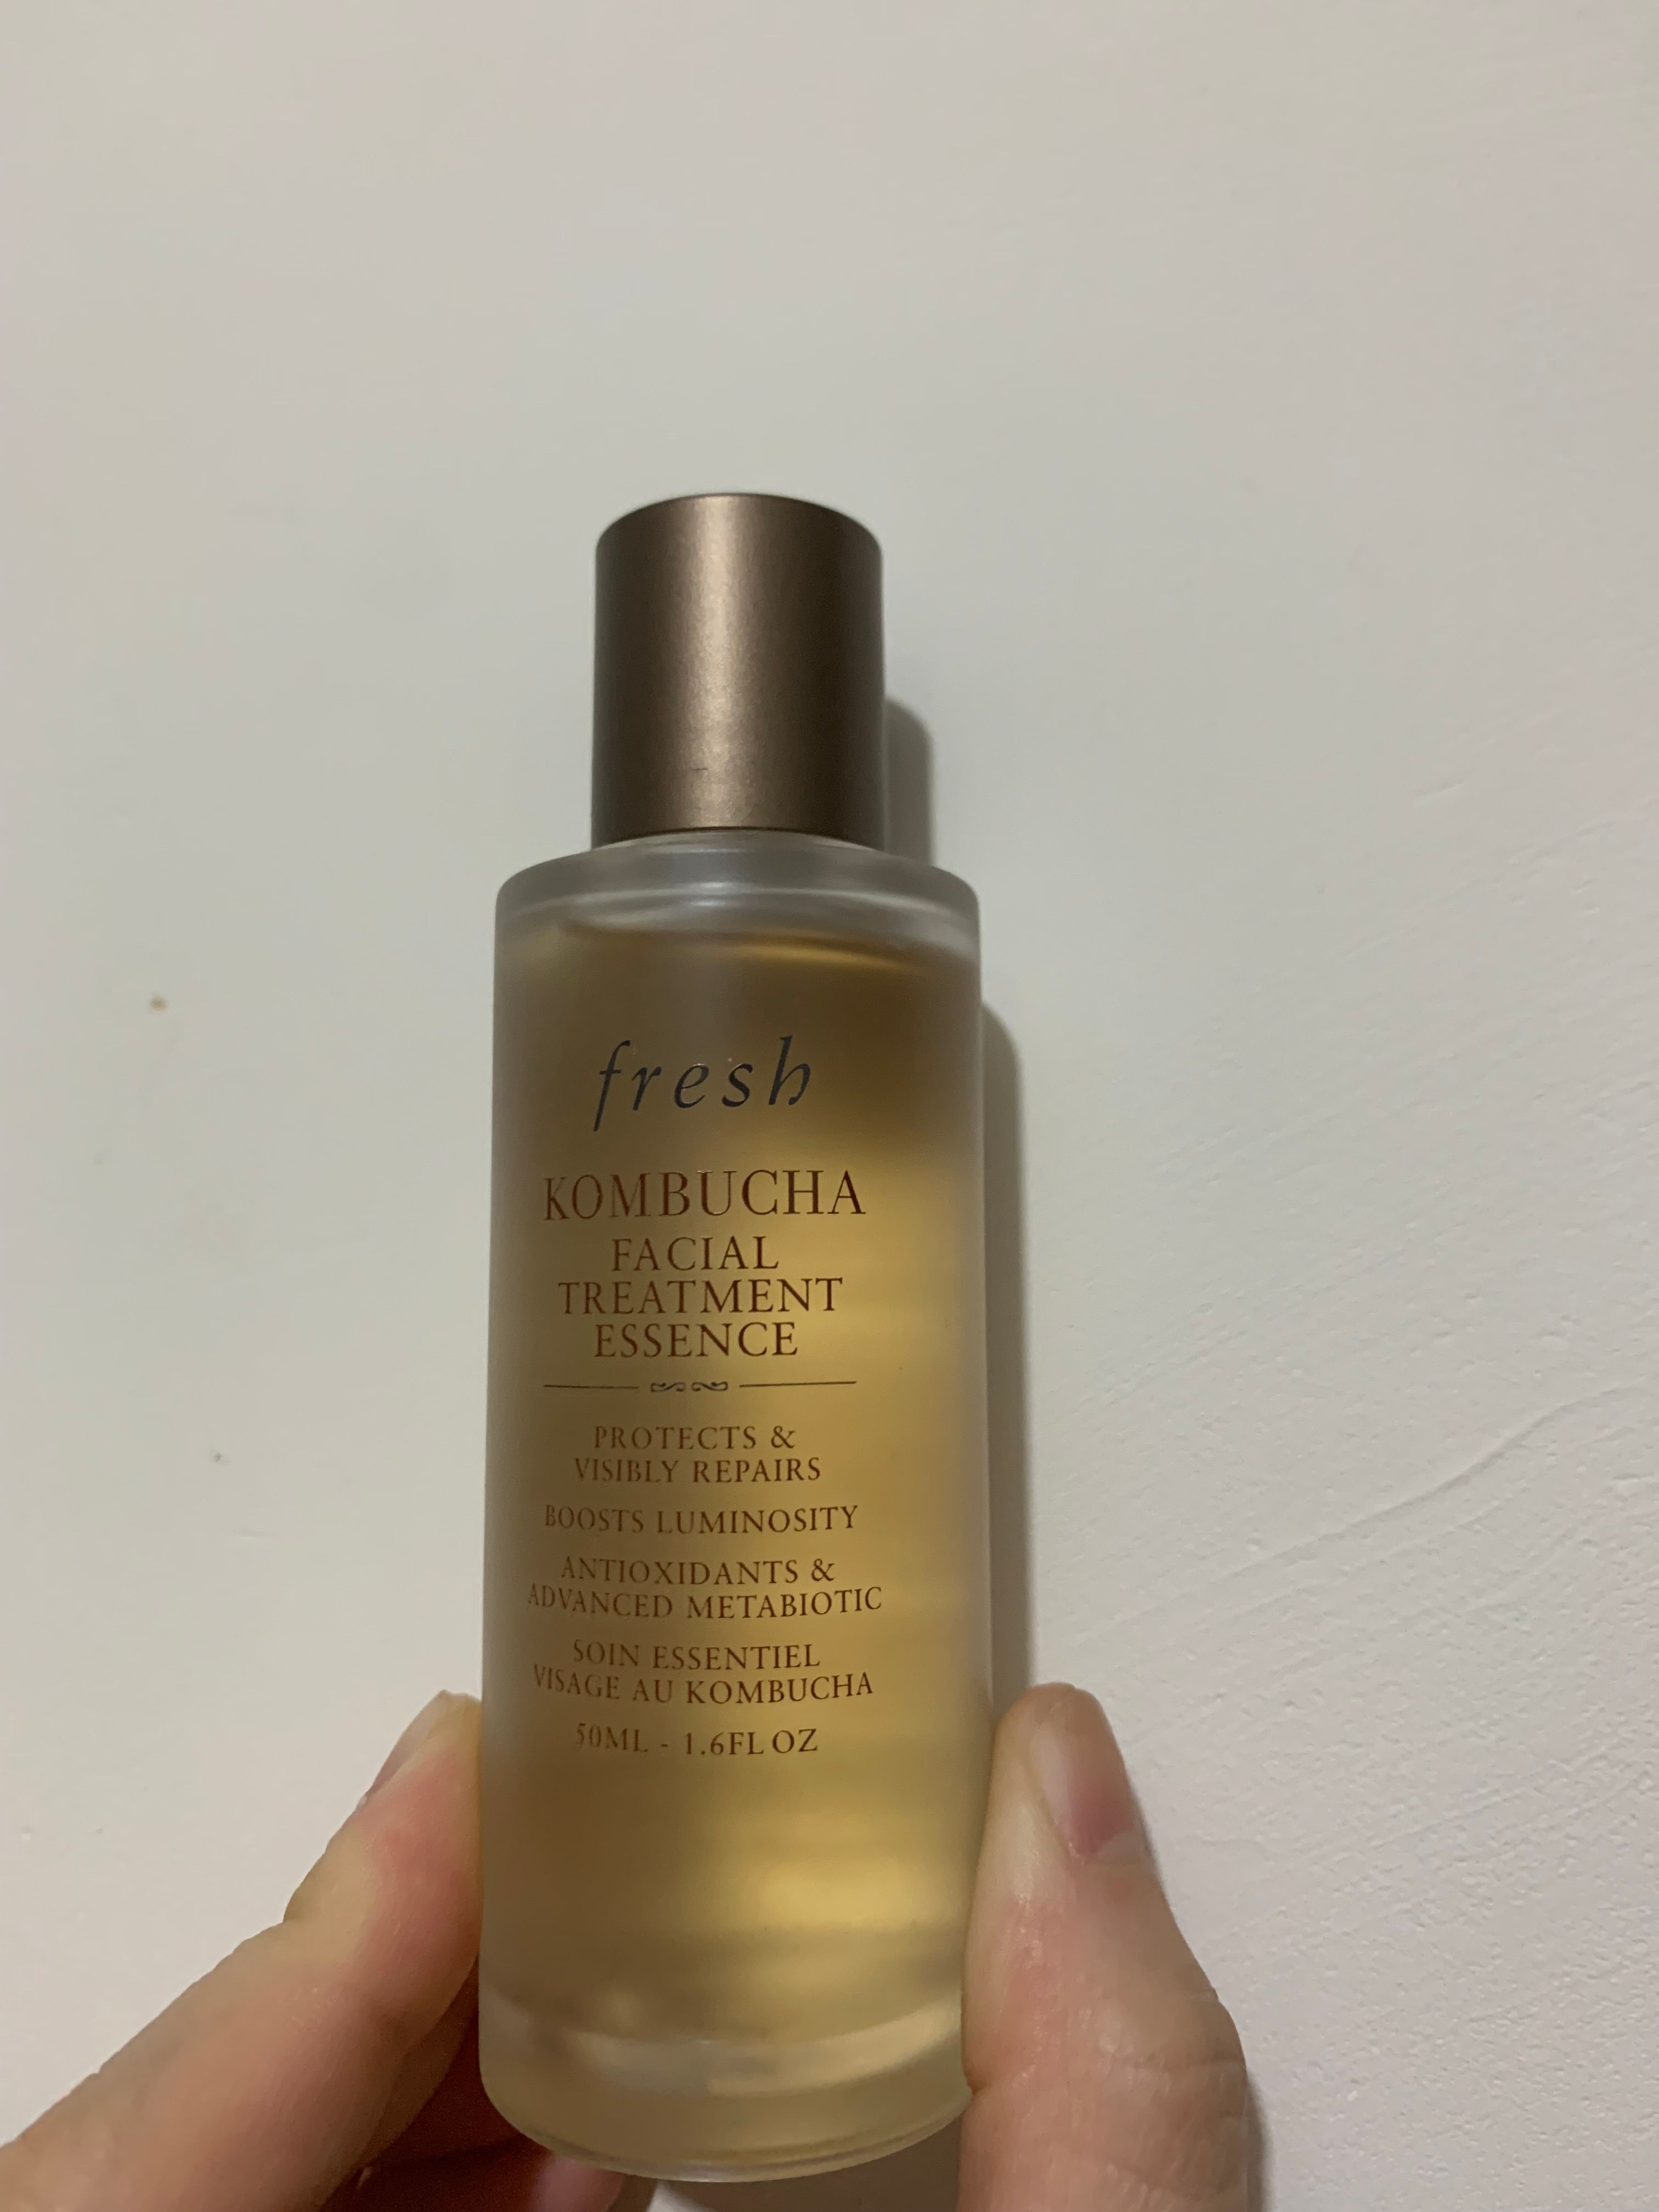 fresh
KOMBUCHA
FACIAL
TREATMENT
ESSENCE
PROTECTS &
VISIBLY REPAIRS
BOOSTS LUMINOSITY
ANTIOXIDANTS &
ADVANCED METABIOTIC
SOIN ESSENTIEL
VISAGE AU KOMBUCHA
50ML - 1.6FL OZ